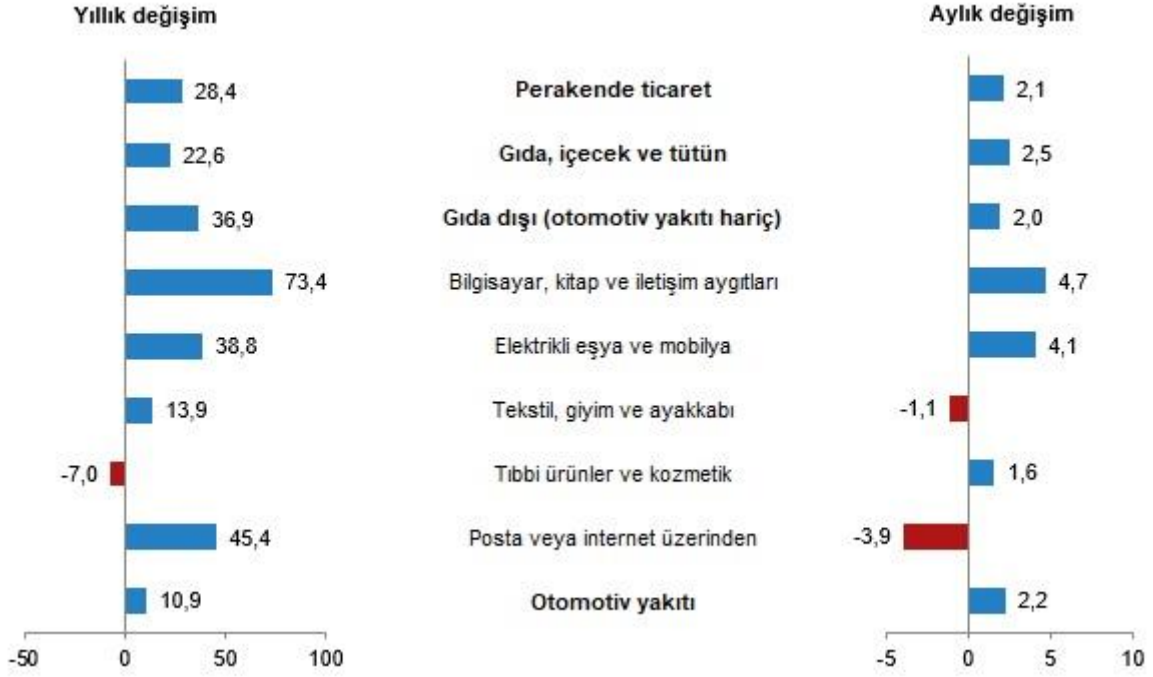 Yıllık değişim
Aylık değişim
28,4 Perakende ticaret 2,1
22,6 Gıda, içecek ve tütün 2,5
36,9 Gıda dışı (otomotiv yakıtı hariç) 2,0
73,4 Bilgisayar, kitap ve iletişim aygıtları 4,7
38,8 Elektrikli eşya ve mobilya 4,1
13,9 Tekstil, giyim ve ayakkabı -1,1
-7,0 Tıbbi ürünler ve kozmetik 1,6
45,4 Posta veya internet üzerinden -3,9
10,9 Otomotiv yakıtı 2,2
-50 0 50 100
-5 0 5 10